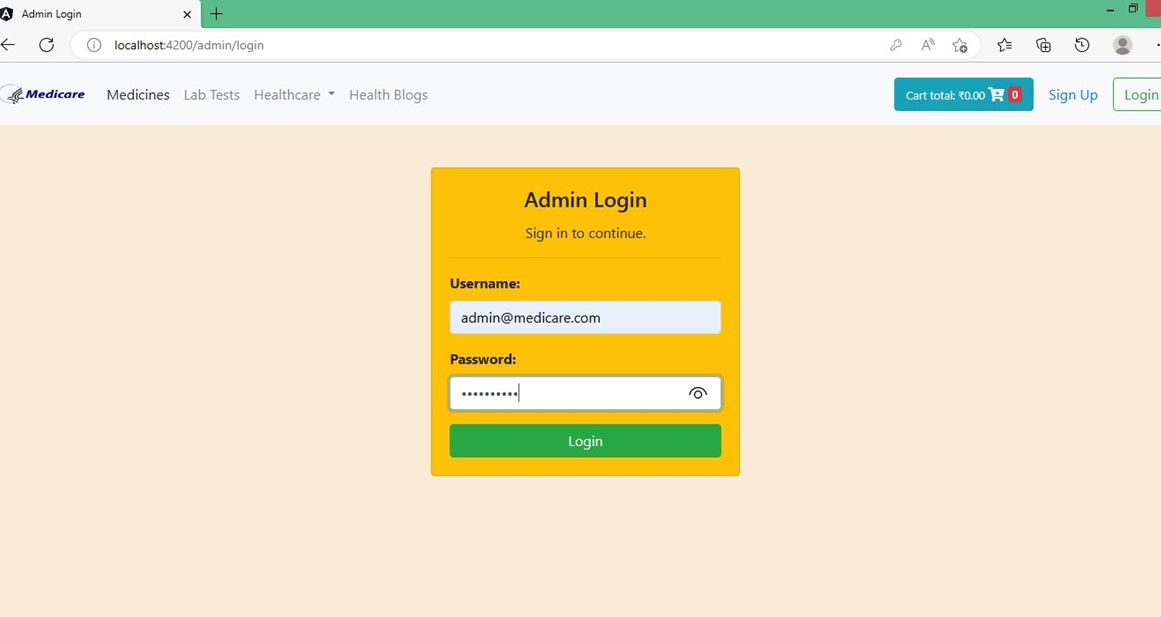 Admin Login
localhost:4200/admin/login
Medicare Medicines Lab Tests Healthcare Health Blogs Cart total: ₹0.00 0 Sign Up Login
Admin Login
Sign in to continue.
Username:
admin@medicare.com
Password:
••••••••••
Login